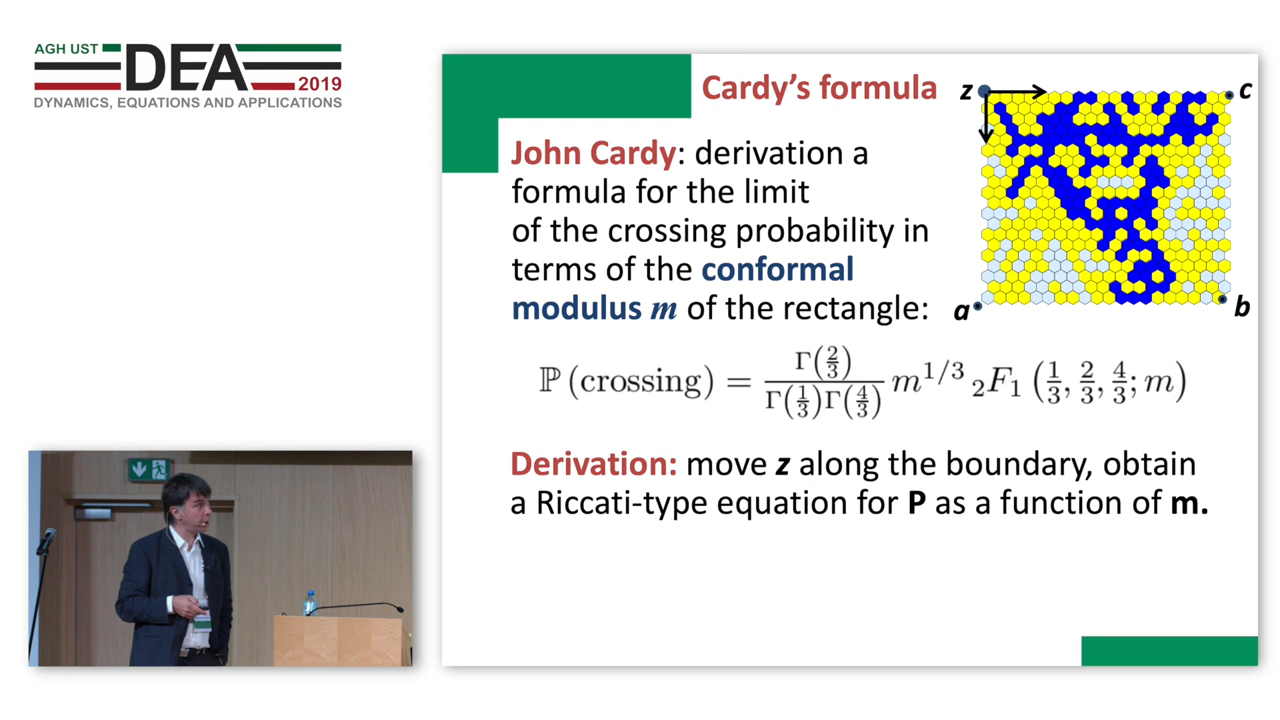 AGH UST
DEA
2019
DYNAMICS, EQUATIONS AND APPLICATIONS
Cardy's formula
z
c
a
b
John Cardy: derivation a
formula for the limit
of the crossing probability in
terms of the conformal
modulus m of the rectangle:
ℙ (crossing) = Γ(2/3) / Γ(1/3)Γ(4/3) m^{1/3} ₂F₁ (1/3, 2/3, 4/3; m)
Derivation: move z along the boundary, obtain
a Riccati-type equation for P as a function of m.